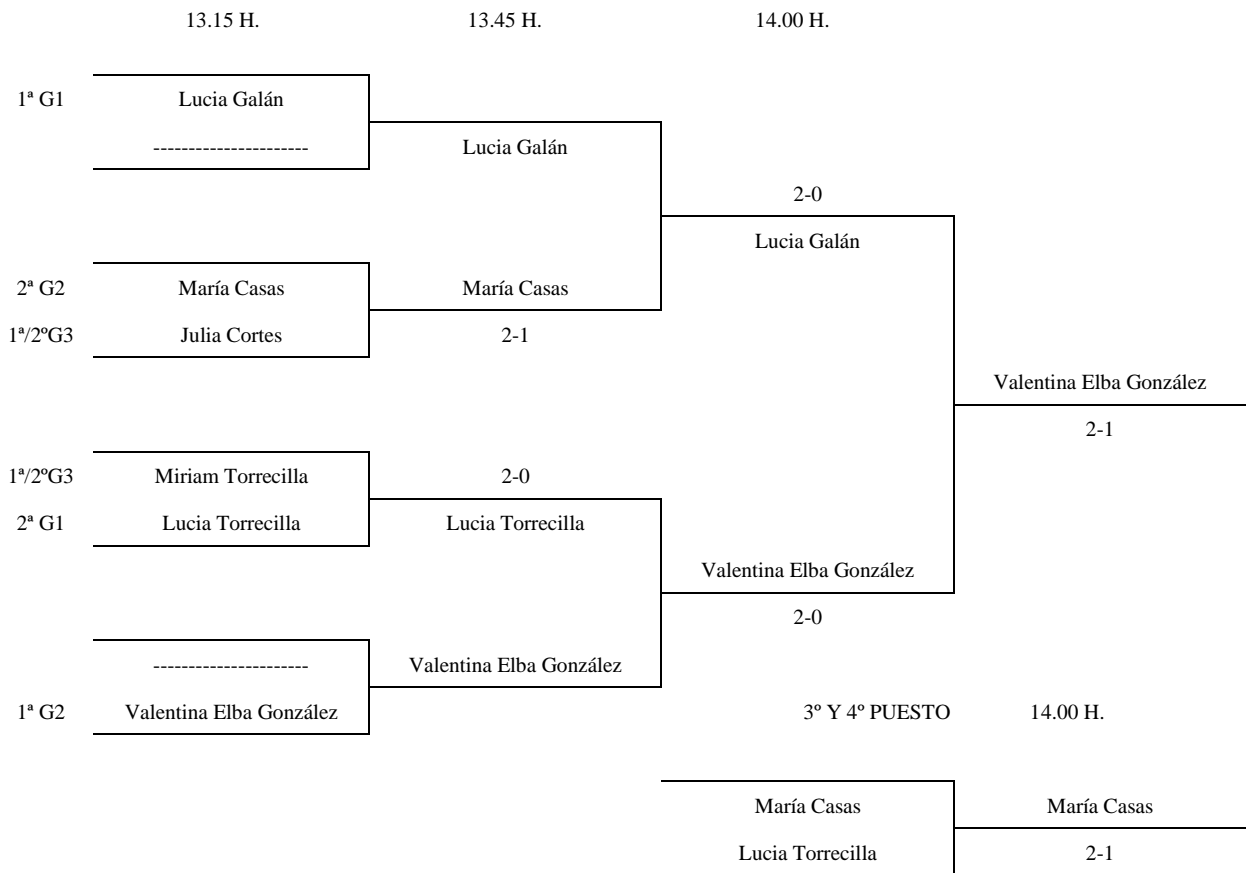 13.15 H. 13.45 H. 14.00 H.
1ª G1 Lucia Galán
---------------------- Lucia Galán
2-0
Lucia Galán
2ª G2 María Casas María Casas
1ª/2ºG3 Julia Cortes 2-1
Valentina Elba González
2-1
1ª/2ºG3 Miriam Torrecilla 2-0
2ª G1 Lucia Torrecilla Lucia Torrecilla
Valentina Elba González
2-0
---------------------- Valentina Elba González
1ª G2 Valentina Elba González 3º Y 4º PUESTO 14.00 H.
María Casas María Casas
Lucia Torrecilla 2-1